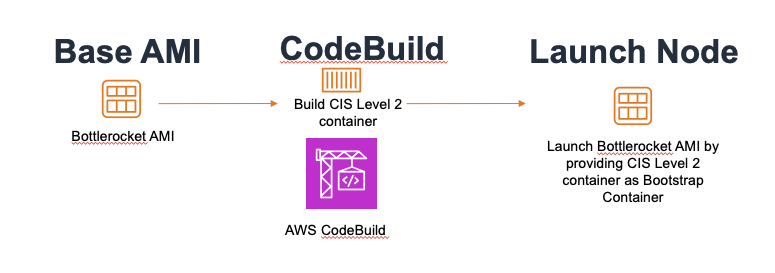 Base AMI
CodeBuild
Launch Node
Bottlerocket AMI
Build CIS Level 2
container
AWS CodeBuild
Launch Bottlerocket AMI by
providing CIS Level 2
container as Bootstrap
Container